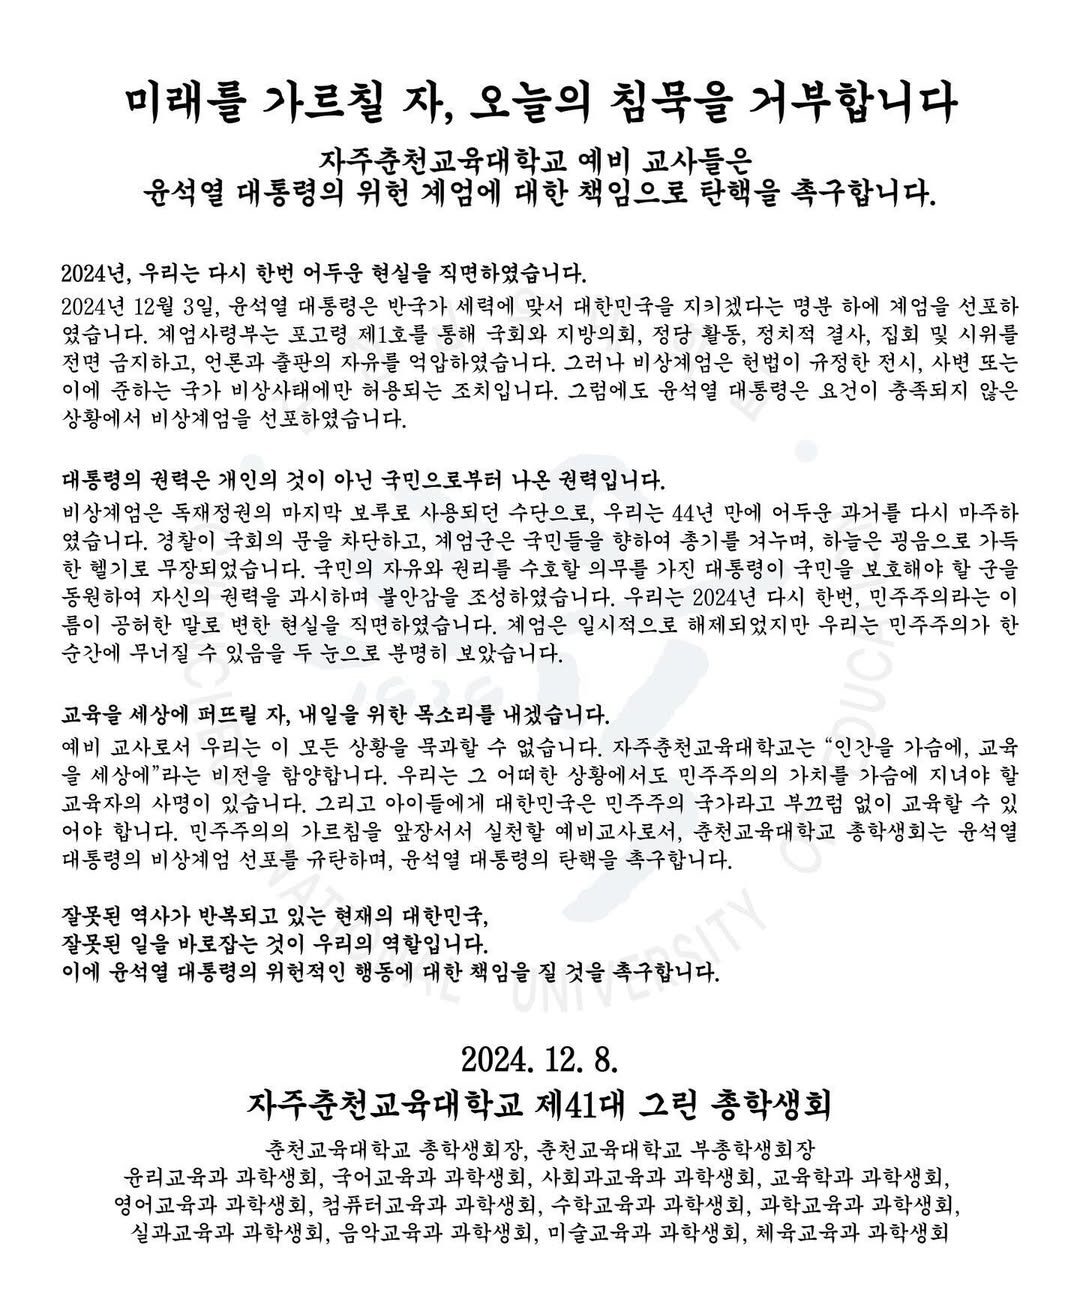 미래를 가르칠 자, 오늘의 침묵을 거부합니다
자주춘천교육대학교 예비 교사들은
윤석열 대통령의 위헌 계엄에 대한 책임으로 탄핵을 촉구합니다.
2024년, 우리는 다시 한번 어두운 현실을 직면하였습니다.
2024년 12월 3일, 윤석열 대통령은 반국가 세력에 맞서 대한민국을 지키겠다는 명분 하에 계엄을 선포하
였습니다. 계엄사령부는 포고령 제1호를 통해 국회와 지방의회, 정당 활동, 정치적 결사, 집회 및 시위를
전면 금지하고, 언론과 출판의 자유를 억압하였습니다. 그러나 비상계엄은 헌법이 규정한 전시, 사변 또는
이에 준하는 국가 비상사태에만 허용되는 조치입니다. 그럼에도 윤석열 대통령은 요건이 충족되지 않은
상황에서 비상계엄을 선포하였습니다.
대통령의 권력은 개인의 것이 아닌 국민으로부터 나온 권력입니다.
비상계엄은 독재정권의 마지막 보루로 사용되던 수단으로, 우리는 44년 만에 어두운 과거를 다시 마주하
였습니다. 경찰이 국회의 문을 차단하고, 계엄군은 국민들을 향하여 총기를 겨누며, 하늘은 굉음으로 가득
한 헬기로 무장되었습니다. 국민의 자유와 권리를 수호할 의무를 가진 대통령이 국민을 보호해야 할 군을
동원하여 자신의 권력을 과시하며 불안감을 조성하였습니다. 우리는 2024년 다시 한번, 민주주의라는 이
름이 공허한 말로 변한 현실을 직면하였습니다. 계엄은 일시적으로 해제되었지만 우리는 민주주의가 한
순간에 무너질 수 있음을 두 눈으로 분명히 보았습니다.
교육을 세상에 퍼뜨릴 자, 내일을 위한 목소리를 내겠습니다.
예비 교사로서 우리는 이 모든 상황을 묵과할 수 없습니다. 자주춘천교육대학교는 “인간을 가슴에, 교육
을 세상에”라는 비전을 함양합니다. 우리는 그 어떠한 상황에서도 민주주의의 가치를 가슴에 지녀야 할
교육자의 사명이 있습니다. 그리고 아이들에게 대한민국은 민주주의 국가라고 부끄럼 없이 교육할 수 있
어야 합니다. 민주주의의 가르침을 앞장서서 실천할 예비교사로서, 춘천교육대학교 총학생회는 윤석열
대통령의 비상계엄 선포를 규탄하며, 윤석열 대통령의 탄핵을 촉구합니다.
잘못된 역사가 반복되고 있는 현재의 대한민국,
잘못된 일을 바로잡는 것이 우리의 역할입니다.
이에 윤석열 대통령의 위헌적인 행동에 대한 책임을 질 것을 촉구합니다.
2024. 12. 8.
자주춘천교육대학교 제41대 그린 총학생회
춘천교육대학교 총학생회장, 춘천교육대학교 부총학생회장
윤리교육과 과학생회, 국어교육과 과학생회, 사회과교육과 과학생회, 교육학과 과학생회,
영어교육과 과학생회, 컴퓨터교육과 과학생회, 수학교육과 과학생회, 과학교육과 과학생회,
실과교육과 과학생회, 음악교육과 과학생회, 미술교육과 과학생회, 체육교육과 과학생회
NATIONAL UNIVERSITY OF EDUCATION
1939